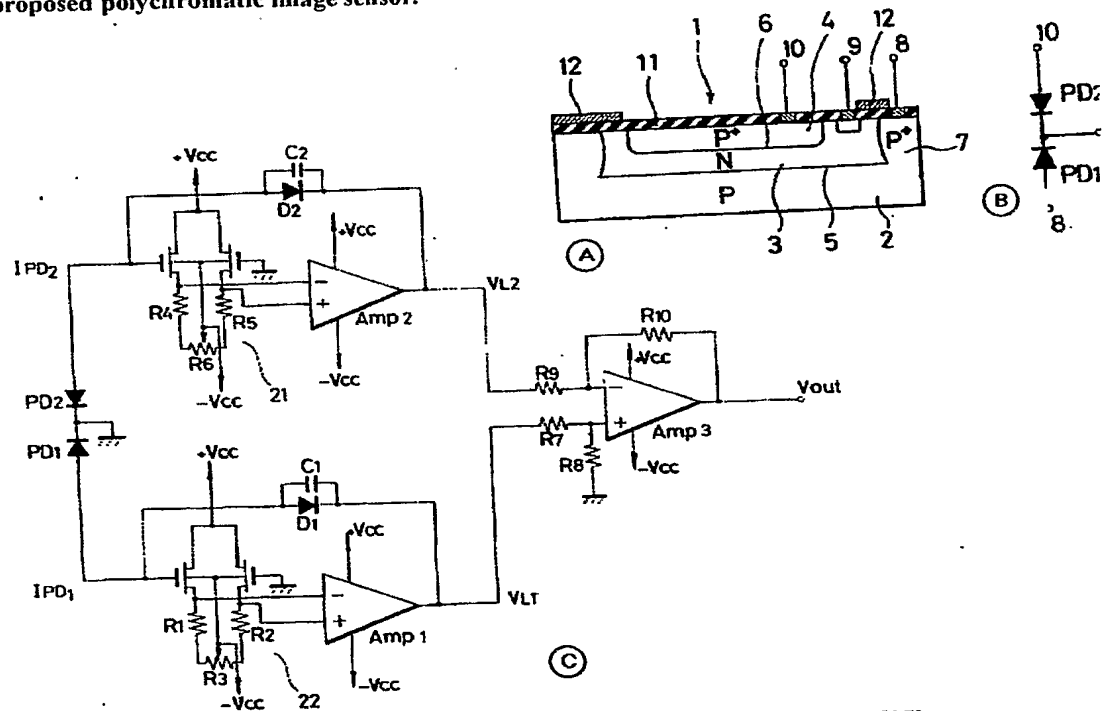 proposed polychromatic image sensor.
1
6
10
4
9
12
8
12
11
P+
N
P
P+
7
3
5
2
A
10
PD2
PD1
8
B
+Vcc
C2
D2
+Vcc
IPD2
R4
R5
Amp 2
VL2
R6
-Vcc
21
-Vcc
R10
+Vcc
R9
Vout
R7
Amp 3
R8
-Vcc
PD2
PD1
+Vcc
C1
D1
+Vcc
IPD1
R1
R2
Amp 1
VLT
R3
-Vcc
22
-Vcc
C